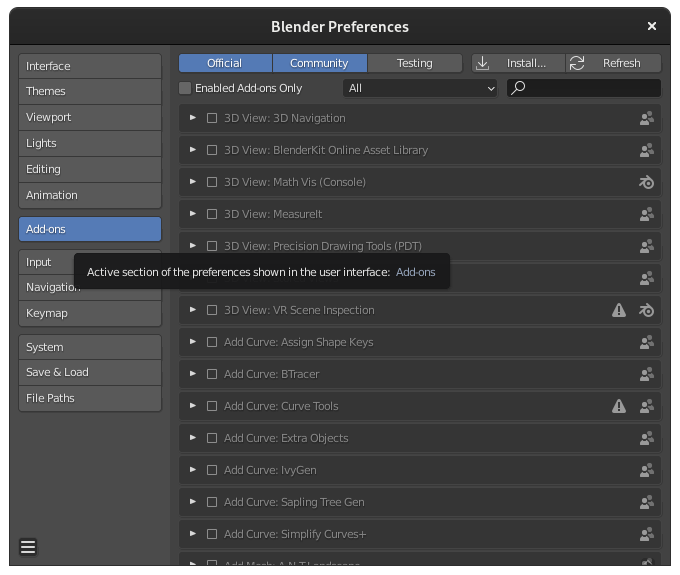 Blender Preferences
Interface
Themes
Viewport
Lights
Editing
Animation
Add-ons
Input
Navigation
Keymap
System
Save & Load
File Paths
Official Community Testing Install... Refresh
Enabled Add-ons Only All
3D View: 3D Navigation
3D View: BlenderKit Online Asset Library
3D View: Math Vis (Console)
3D View: MeasureIt
3D View: Precision Drawing Tools (PDT)
Active section of the preferences shown in the user interface: Add-ons
3D View: VR Scene Inspection
Add Curve: Assign Shape Keys
Add Curve: BTracer
Add Curve: Curve Tools
Add Curve: Extra Objects
Add Curve: IvyGen
Add Curve: Sapling Tree Gen
Add Curve: Simplify Curves+
Add Mesh: A.N.T.Landscape